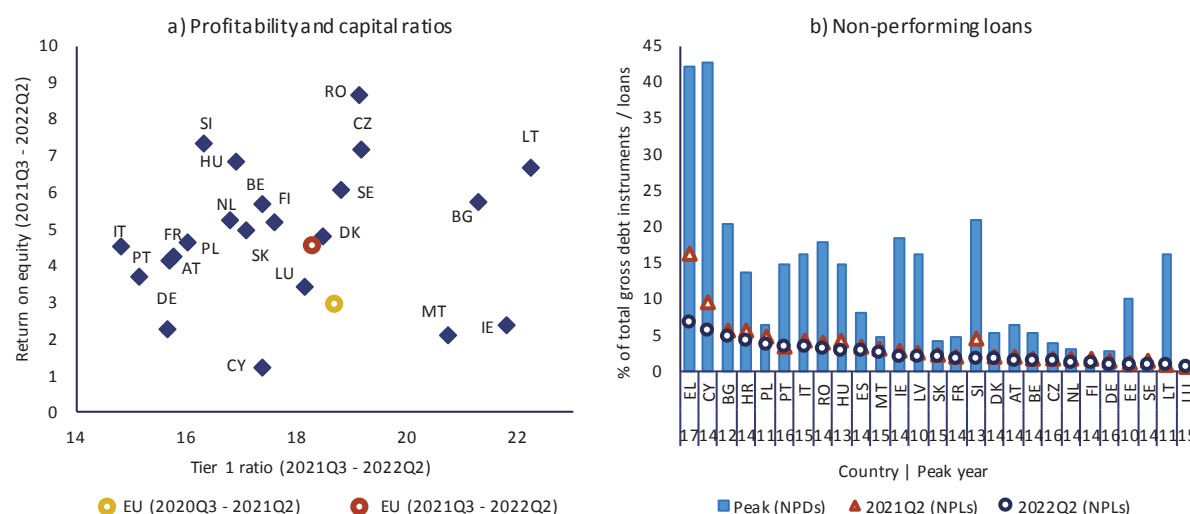 a) Profitability and capital ratios
Return on equity (2021Q3 - 2022Q2)
10
9
8
7
6
5
4
3
2
1
0
RO
CZ
LT
SI
HU
BE
FI
SE
BG
NL
SK
DK
IT
FR
PL
PT
AT
LU
DE
MT
IE
CY
14 16 18 20 22
Tier 1 ratio (2021Q3 - 2022Q2)
EU (2020Q3 - 2021Q2) EU (2021Q3 - 2022Q2)
b) Non-performing loans
% of total gross debt instruments / loans
45
40
35
30
25
20
15
10
5
0
EL CY BG HR PL PT IT RO HU ES MT IE LV SK FR SI DK AT BE CZ NL FI DE EE SE LT LU
17 14 12 14 11 16 15 14 13 14 15 14 10 15 14 13 14 14 14 16 14 14 16 10 14 11 15
Country | Peak year
Peak (NPDs) 2021Q2 (NPLs) 2022Q2 (NPLs)